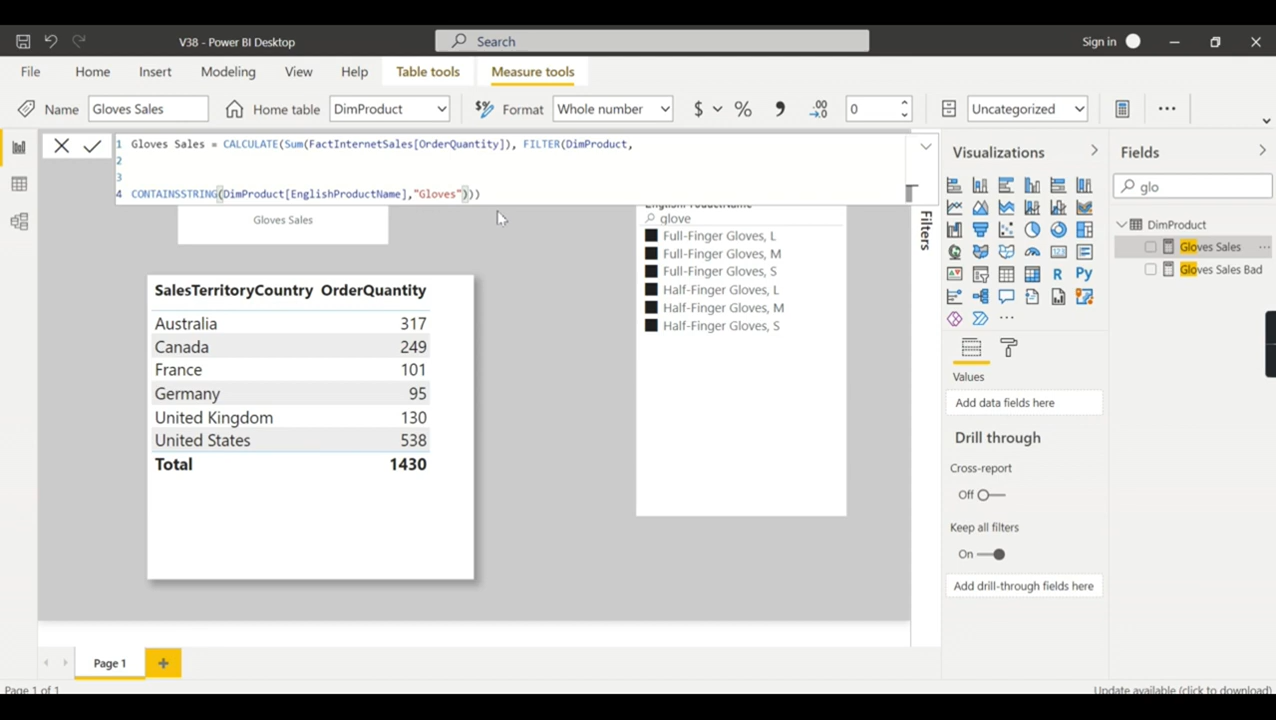 V38 - Power BI Desktop
Search
Sign in
File Home Insert Modeling View Help Table tools Measure tools
Name Gloves Sales Home table DimProduct Format Whole number $ % 0 Uncategorized
1 Gloves Sales = CALCULATE(Sum(FactInternetSales[OrderQuantity]), FILTER(DimProduct,
2
3
4 CONTAINSSTRING(DimProduct[EnglishProductName],"Gloves")))
Gloves Sales
SalesTerritoryCountry OrderQuantity
Australia 317
Canada 249
France 101
Germany 95
United Kingdom 130
United States 538
Total 1430
EnglishProductName
glove
Full-Finger Gloves, L
Full-Finger Gloves, M
Full-Finger Gloves, S
Half-Finger Gloves, L
Half-Finger Gloves, M
Half-Finger Gloves, S
Filters
Visualizations
R Py
Values
Add data fields here
Drill through
Cross-report
Off
Keep all filters
On
Add drill-through fields here
Fields
glo
DimProduct
Gloves Sales
Gloves Sales Bad
Page 1
Page 1 of 1
Update available (click to download)